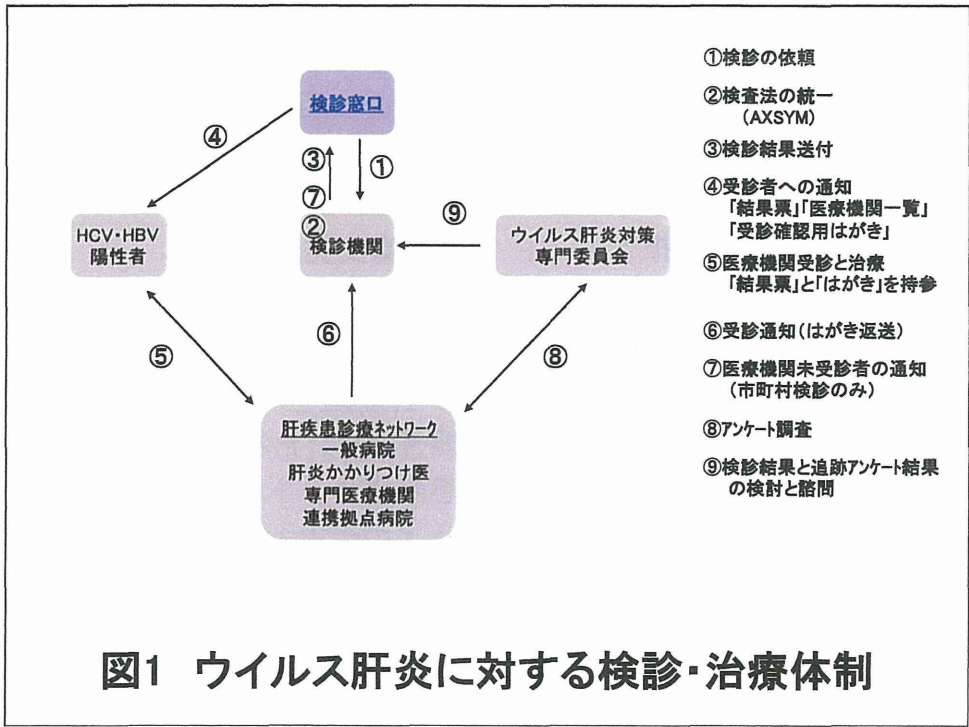 検診窓口
④
③
①
⑦
②
検診機関
⑨
HCV・HBV
陽性者
ウイルス肝炎対策
専門委員会
⑤
⑥
⑧
肝疾患診療ネットワーク
一般病院
肝炎かかりつけ医
専門医療機関
連携拠点病院
①検診の依頼
②検査法の統一
(AXSYM)
③検診結果送付
④受診者への通知
「結果票」「医療機関一覧」
「受診確認用はがき」
⑤医療機関受診と治療
「結果票」と「はがき」を持参
⑥受診通知(はがき返送)
⑦医療機関未受診者の通知
(市町村検診のみ)
⑧アンケート調査
⑨検診結果と追跡アンケート結果
の検討と諮問
図1 ウイルス肝炎に対する検診・治療体制